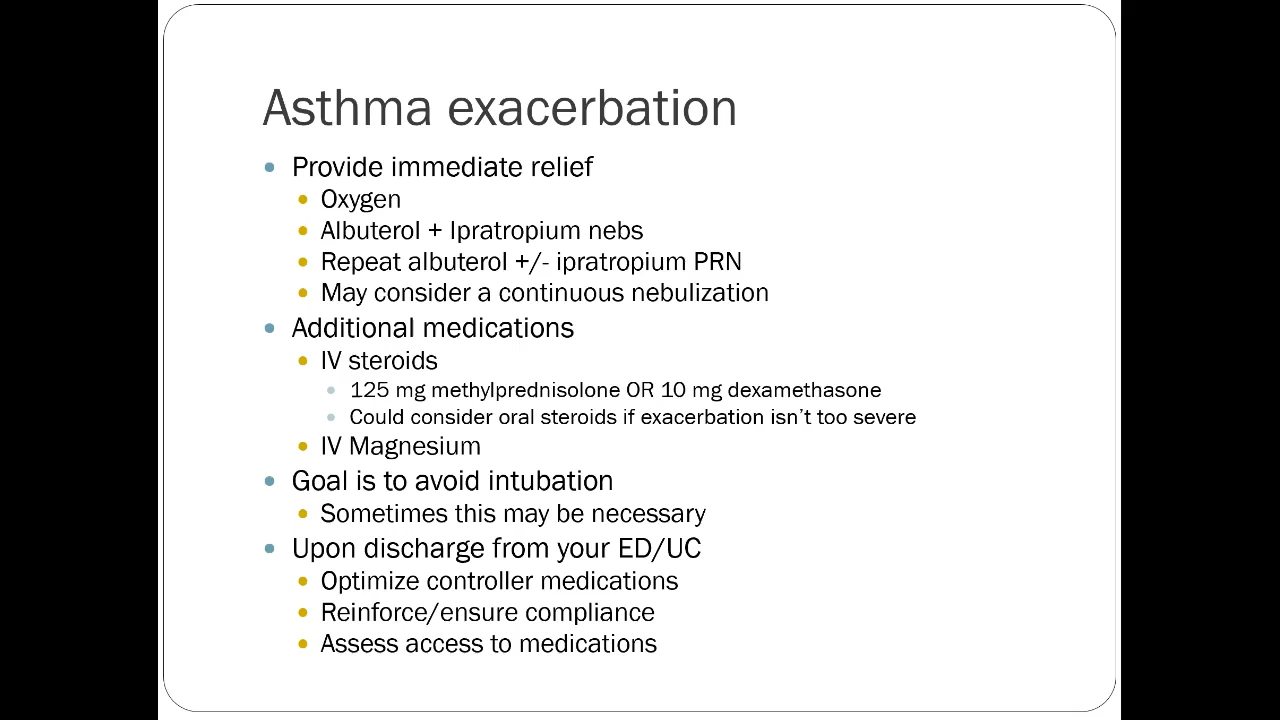 Asthma exacerbation
Provide immediate relief
Oxygen
Albuterol + Ipratropium nebs
Repeat albuterol +/- ipratropium PRN
May consider a continuous nebulization
Additional medications
IV steroids
125 mg methylprednisolone OR 10 mg dexamethasone
Could consider oral steroids if exacerbation isn't too severe
IV Magnesium
Goal is to avoid intubation
Sometimes this may be necessary
Upon discharge from your ED/UC
Optimize controller medications
Reinforce/ensure compliance
Assess access to medications